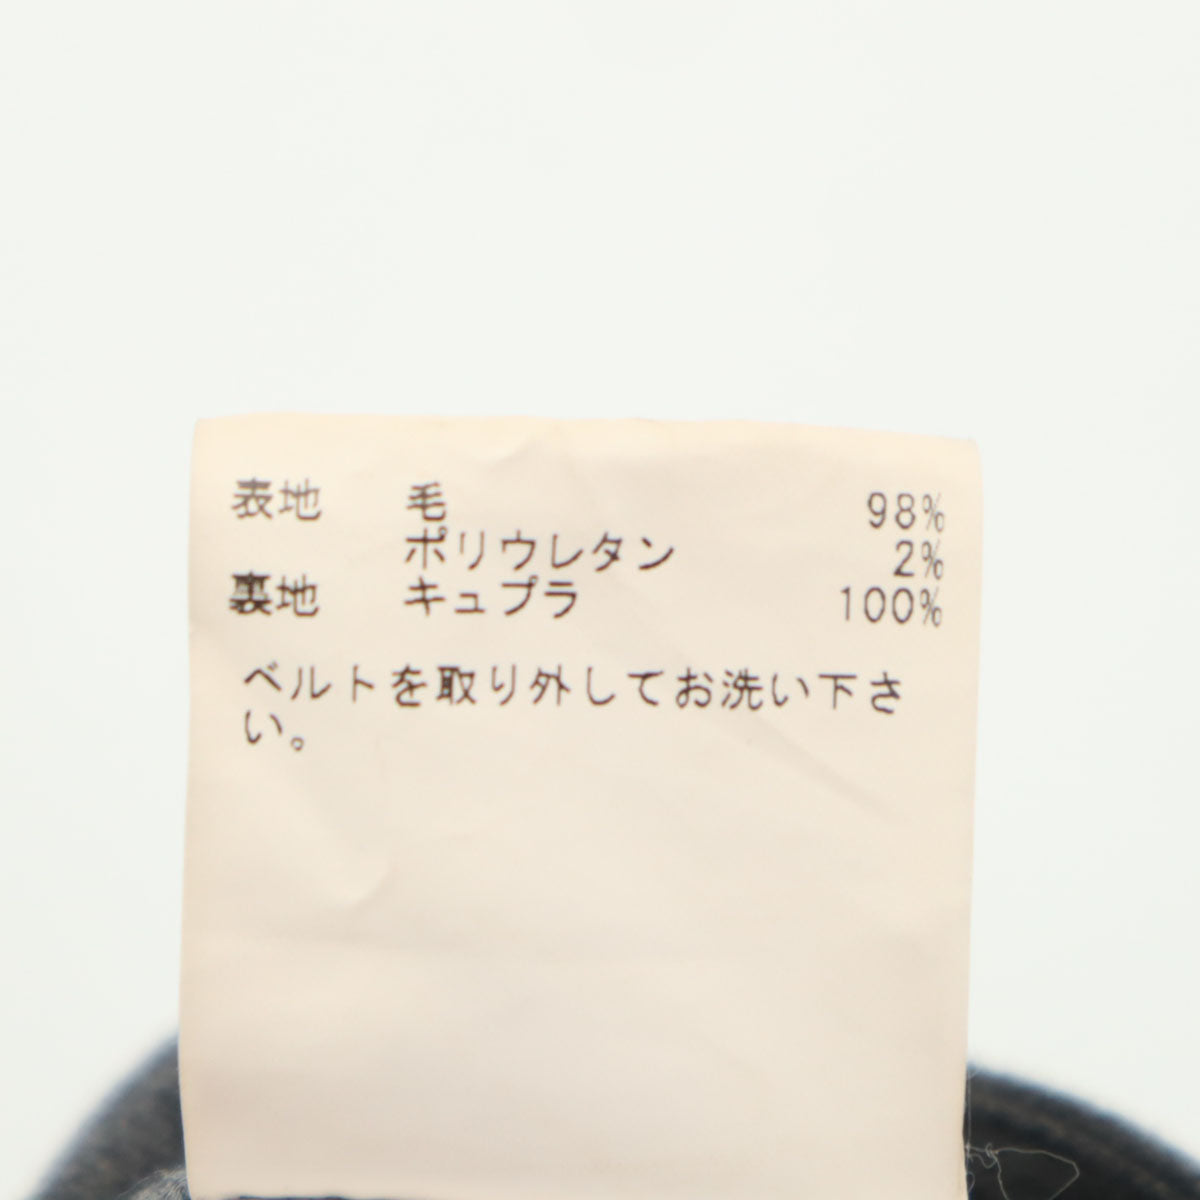 表地 毛 98%
ポリウレタン 2%
裏地 キュプラ 100%
ベルトを取り外してお洗い下さ
い。